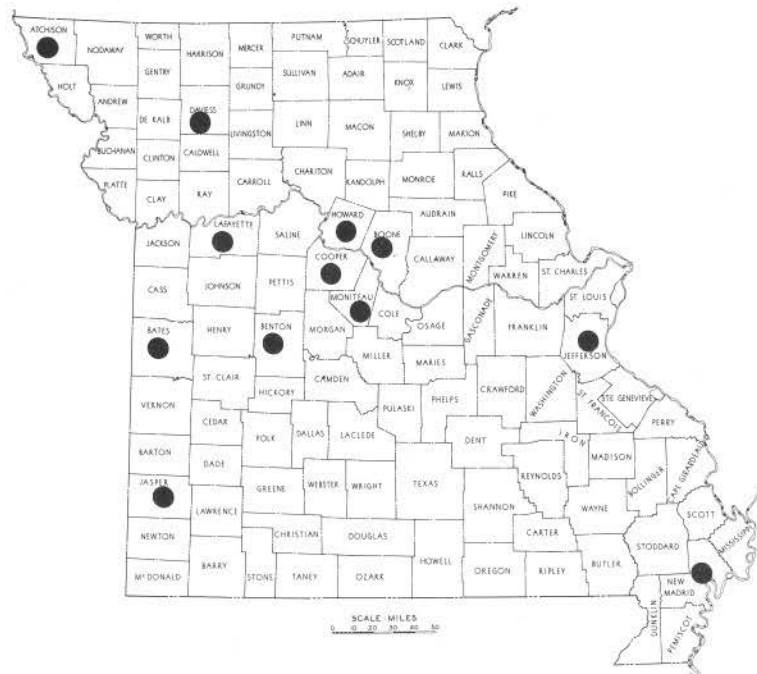 ATCHISON
NODAWAY
WORTH
HARRISON
MERCER
PUTNAM
SCHUYLER
SCOTLAND
CLARK
HOLT
GENTRY
GRUNDY
SULLIVAN
ADAIR
KNOX
LEWIS
ANDREW
DE KALB
DAVIESS
LIVINGSTON
LINN
MACON
SHELBY
MARION
BUCHANAN
CLINTON
CALDWELL
CHARITON
RANDOLPH
MONROE
RALLS
PLATTE
CLAY
RAY
CARROLL
PIKE
HOWARD
BOONE
AUDRAIN
JACKSON
LAFAYETTE
SALINE
COOPER
CALLAWAY
MONTGOMERY
LINCOLN
WARREN
ST. CHARLES
CASS
JOHNSON
PETTIS
MONITEAU
COLE
OSAGE
GASCONADE
FRANKLIN
ST. LOUIS
BATES
HENRY
BENTON
MORGAN
MILLER
MARIES
JEFFERSON
VERNON
ST. CLAIR
HICKORY
CAMDEN
PULASKI
PHELPS
CRAWFORD
WASHINGTON
ST. FRANCOIS
STE. GENEVIEVE
PERRY
CEDAR
POLK
DALLAS
LACLEDE
DENT
IRON
MADISON
BOLLINGER
CAPE GIRARDEAU
BARTON
DADE
JASPER
LAWRENCE
GREENE
WEBSTER
WRIGHT
TEXAS
SHANNON
REYNOLDS
WAYNE
SCOTT
MISSISSIPPI
NEWTON
CHRISTIAN
DOUGLAS
CARTER
STODDARD
McDONALD
BARRY
STONE
TANEY
OZARK
HOWELL
OREGON
RIPLEY
BUTLER
NEW
MADRID
DUNKLIN
PEMISCOT
SCALE MILES
0 10 20 30 40 50